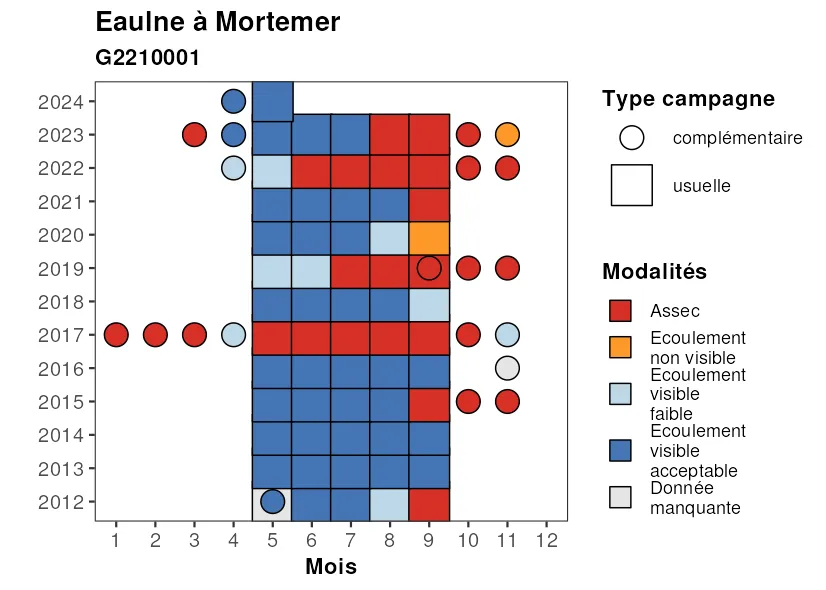 Eaulne à Mortemer
G2210001
2024
2023
2022
2021
2020
2019
2018
2017
2016
2015
2014
2013
2012
1 2 3 4 5 6 7 8 9 10 11 12
Mois
Type campagne
complémentaire
usuelle
Modalités
Assec
Ecoulement
non visible
Ecoulement
visible
faible
Ecoulement
visible
acceptable
Donnée
manquante